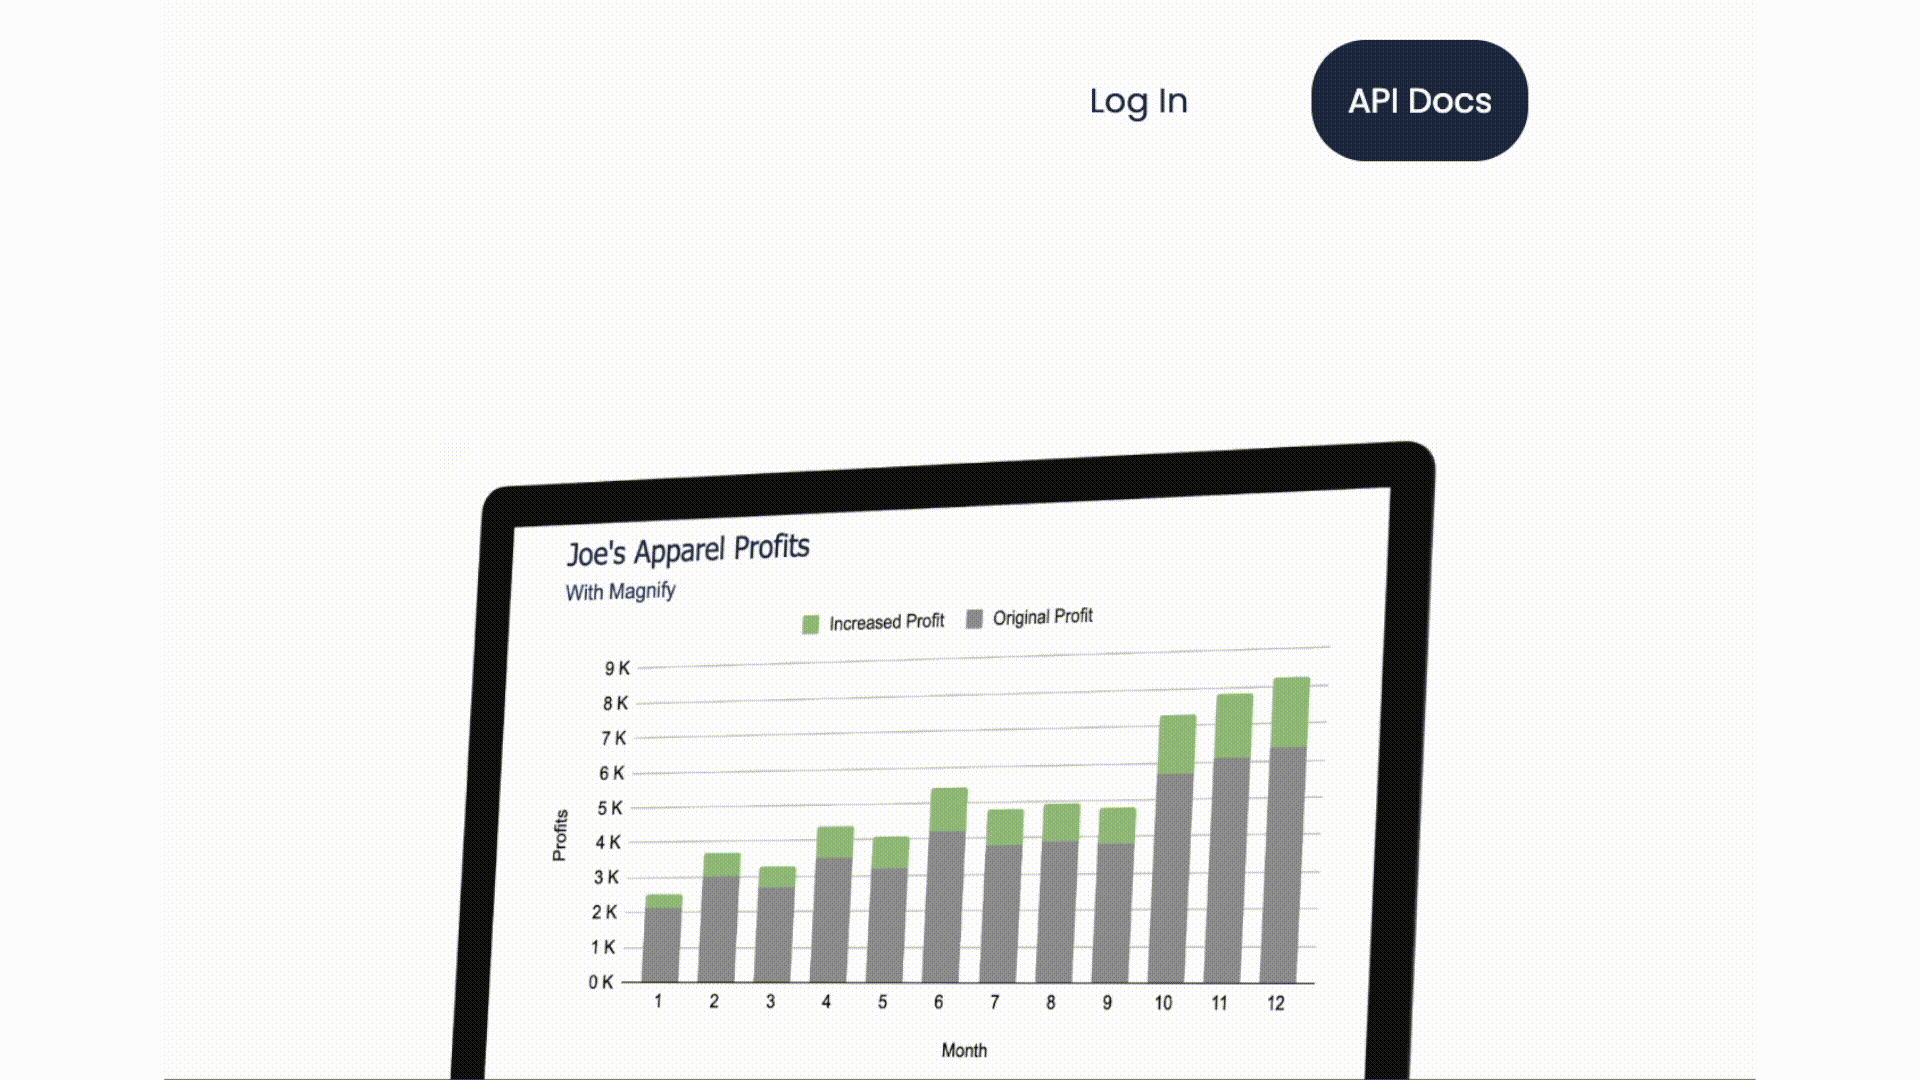 Log In
API Docs
Joe's Apparel Profits
With Magnify
Increased Profit
Original Profit
9 K
8 K
7 K
6 K
5 K
4 K
3 K
2 K
1 K
0 K
Profits
1 2 3 4 5 6 7 8 9 10 11 12
Month